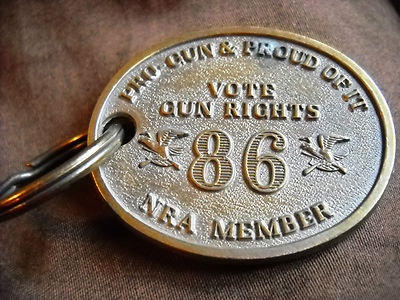 PRO GUN & PROUD OF IT
VOTE
GUN RIGHTS
86
NRA MEMBER